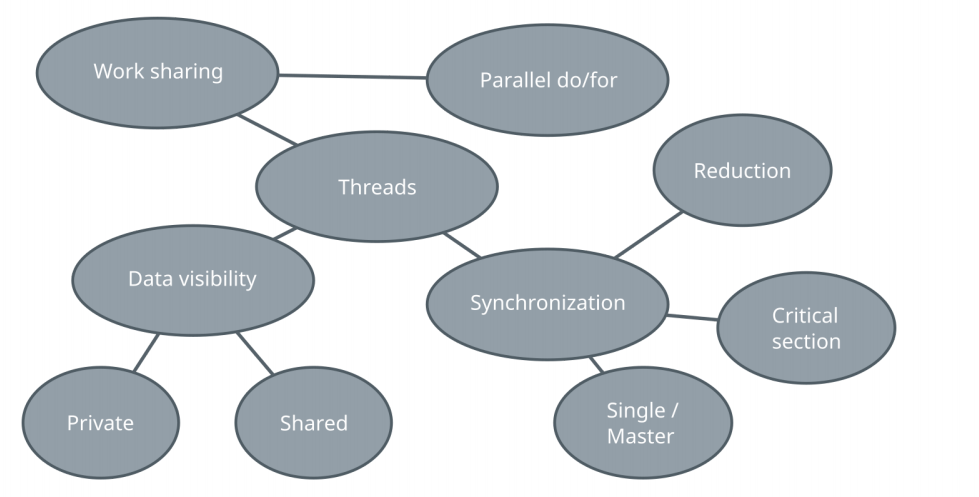 Work sharing
Parallel do/for
Reduction
Threads
Data visibility
Synchronization
Critical
section
Private
Shared
Single /
Master